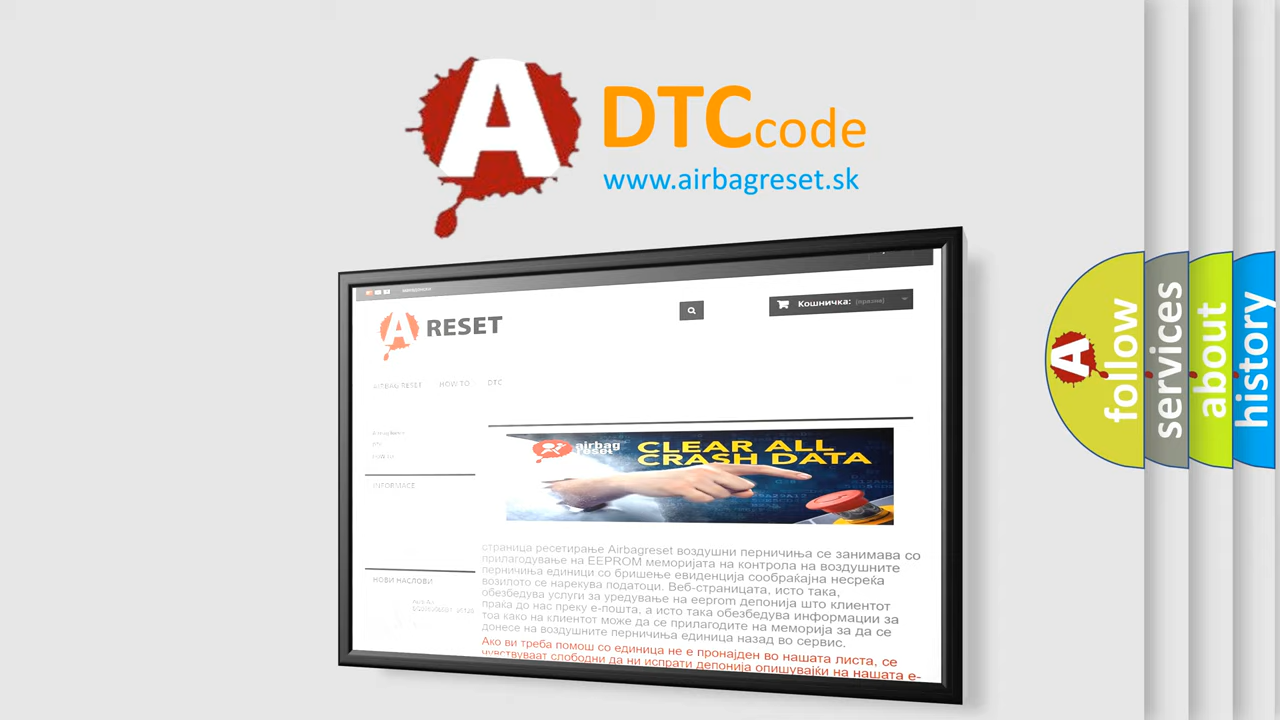 A DTC code
www.airbagreset.sk
Кошничка: (празна)
A RESET
AIRBAG RESET HOW TO DTC
airbag reset
CLEAR ALL
CRASH DATA
INFORMACE
НОВИ НАСЛОВИ
страница ресетирање Airbagreset воздушни перничиња се занимава со
прилагодување на EEPROM меморијата на контрола на воздушните
перничиња единици со бришење евиденција сообраќајна несреќа
возилото се нарекува податоци. Веб-страницата, исто така,
обезбедува услуги за уредување на eeprom депонија што клиентот
праќа до нас преку е-пошта, а исто така обезбедува информации за
тоа како на клиентот може да се прилагодите на меморија за да се
донесе на воздушните перничиња единица назад во сервис.
Ако ви треба помош со единица не е пронајден во нашата листа, се
чувствуваат слободни да ни испрати депонија опишувајќи на нашата е-
A follow
services
about
history